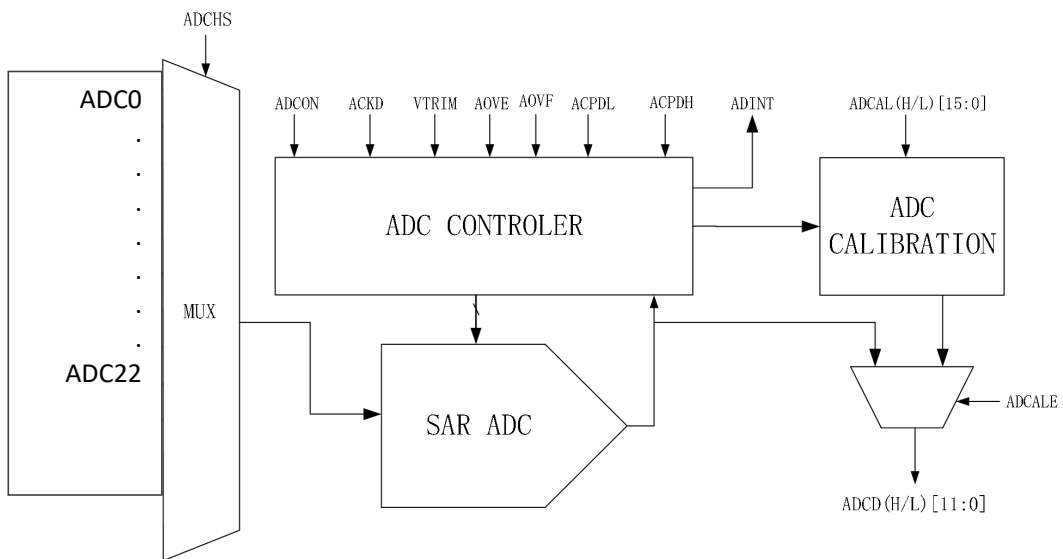 ADCHS
ADC0
.
.
.
.
.
.
.
ADC22
MUX
ADCON ACKD VTRIM AOVE AOVF ACPDL ACPDH ADINT
ADCAL(H/L)[15:0]
ADC CONTROLER
ADC
CALIBRATION
SAR ADC
ADCALE
ADCD(H/L)[11:0]